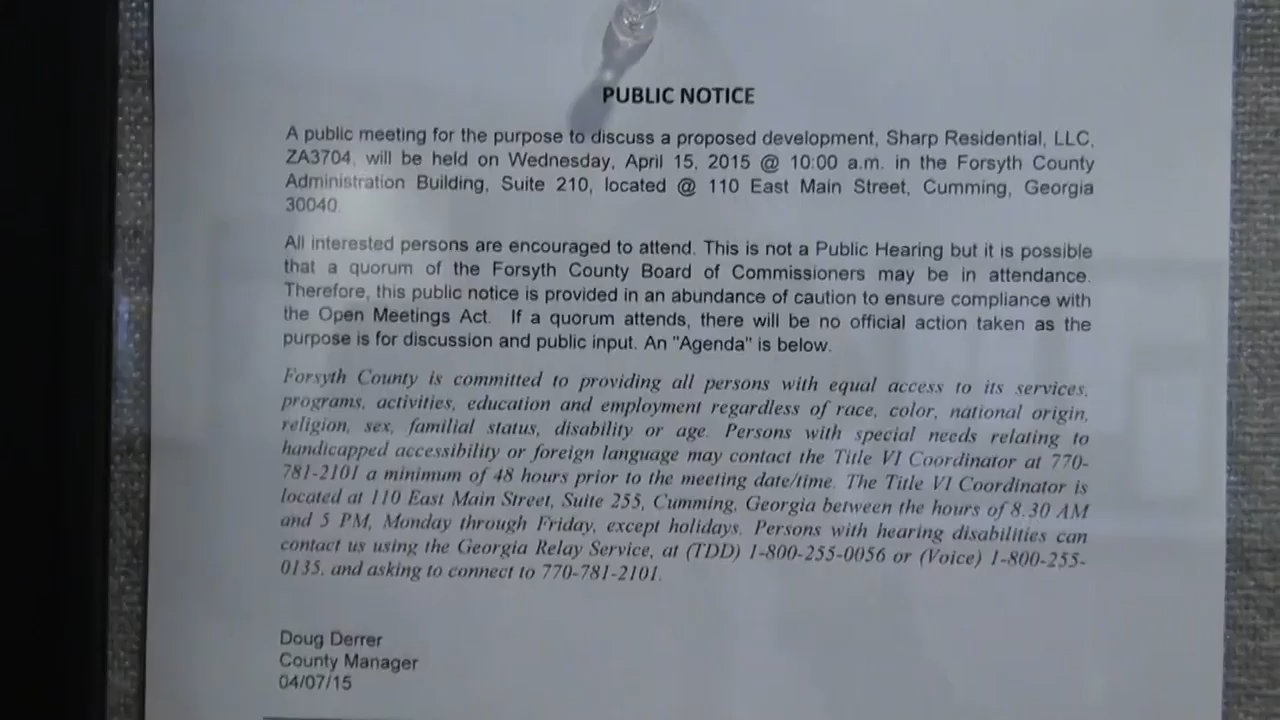 PUBLIC NOTICE
A public meeting for the purpose to discuss a proposed development, Sharp Residential, LLC,
ZA3704, will be held on Wednesday, April 15, 2015 @ 10:00 a.m. in the Forsyth County
Administration Building, Suite 210, located @ 110 East Main Street, Cumming, Georgia
30040.
All interested persons are encouraged to attend. This is not a Public Hearing but it is possible
that a quorum of the Forsyth County Board of Commissioners may be in attendance.
Therefore, this public notice is provided in an abundance of caution to ensure compliance with
the Open Meetings Act. If a quorum attends, there will be no official action taken as the
purpose is for discussion and public input. An "Agenda" is below.
Forsyth County is committed to providing all persons with equal access to its services,
programs, activities, education and employment regardless of race, color, national origin,
religion, sex, familial status, disability or age. Persons with special needs relating to
handicapped accessibility or foreign language may contact the Title VI Coordinator at 770-
781-2101 a minimum of 48 hours prior to the meeting date/time. The Title VI Coordinator is
located at 110 East Main Street, Suite 255, Cumming, Georgia between the hours of 8:30 AM
and 5 PM, Monday through Friday, except holidays. Persons with hearing disabilities can
contact us using the Georgia Relay Service, at (TDD) 1-800-255-0056 or (Voice) 1-800-255-
0135, and asking to connect to 770-781-2101.
Doug Derrer
County Manager
04/07/15